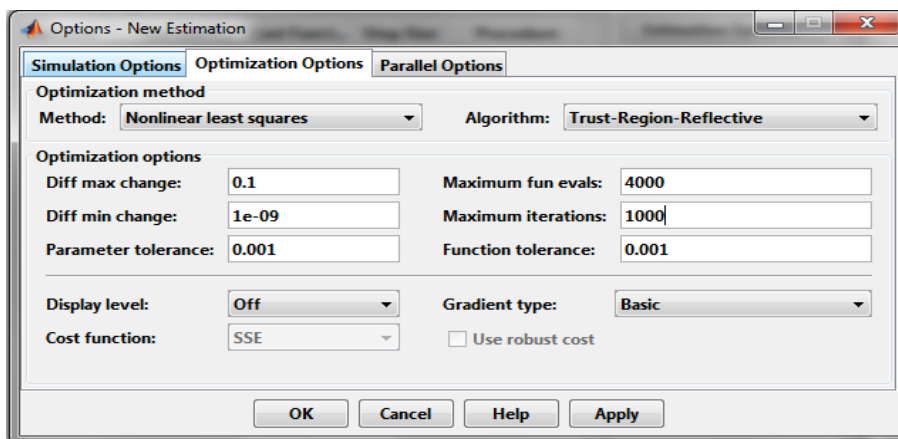 Options - New Estimation
Simulation Options Optimization Options Parallel Options
Optimization method
Method: Nonlinear least squares Algorithm: Trust-Region-Reflective
Optimization options
Diff max change: 0.1 Maximum fun evals: 4000
Diff min change: 1e-09 Maximum iterations: 1000
Parameter tolerance: 0.001 Function tolerance: 0.001
Display level: Off Gradient type: Basic
Cost function: SSE Use robust cost
OK Cancel Help Apply